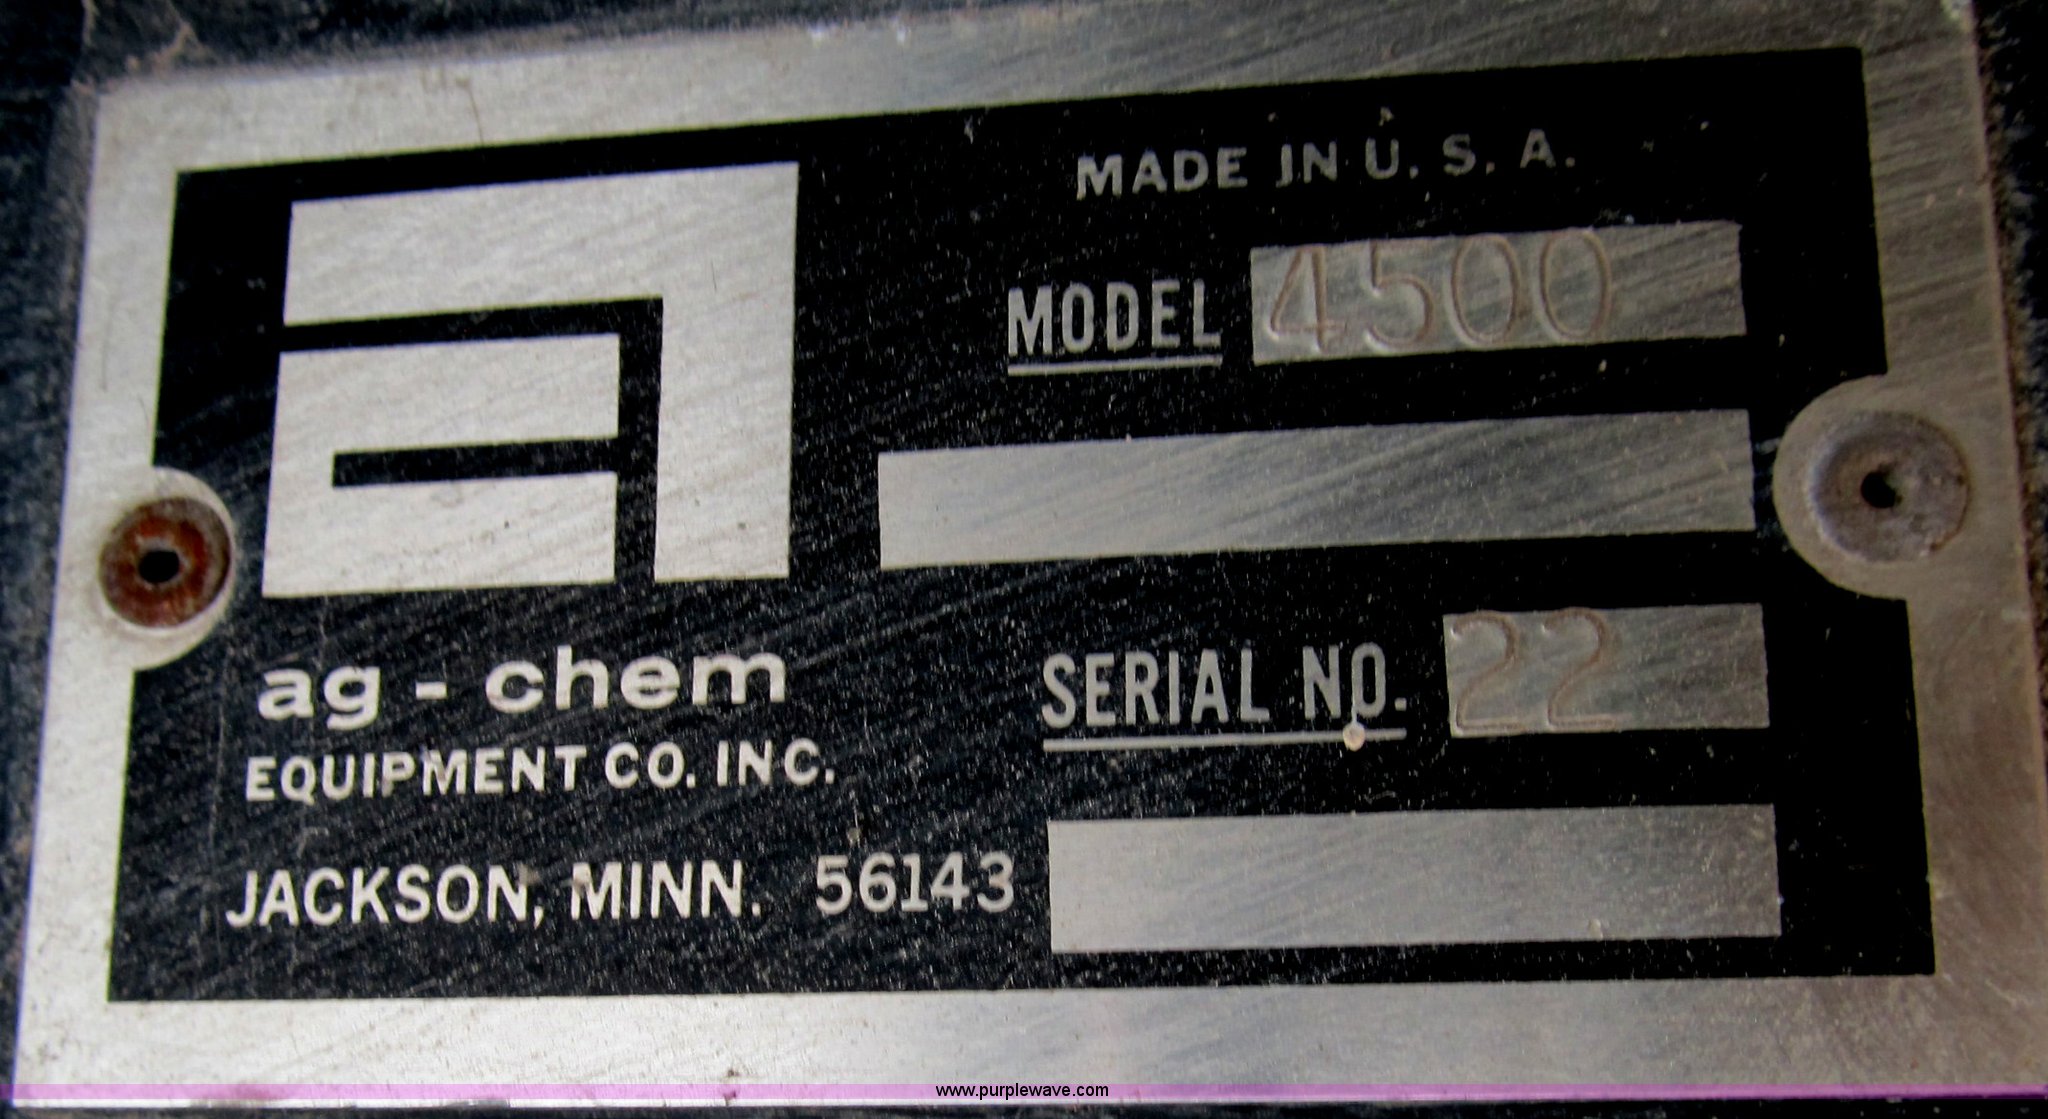 MADE IN U. S. A.
MODEL 4500
ag - chem
EQUIPMENT CO. INC.
JACKSON, MINN. 56143
SERIAL NO. 22
www.purplewave.com